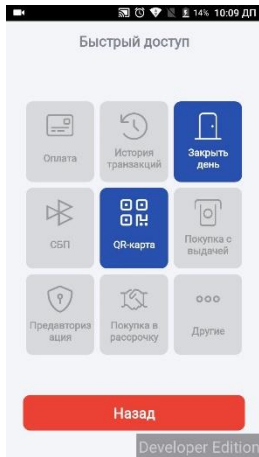 14% 10:09 ДП
Быстрый доступ
Оплата
История
транзакций
Закрыть
день
СБП
QR-карта
Покупка с
выдачей
Предавториз
ация
Покупка в
рассрочку
Другие
Назад
Developer Edition